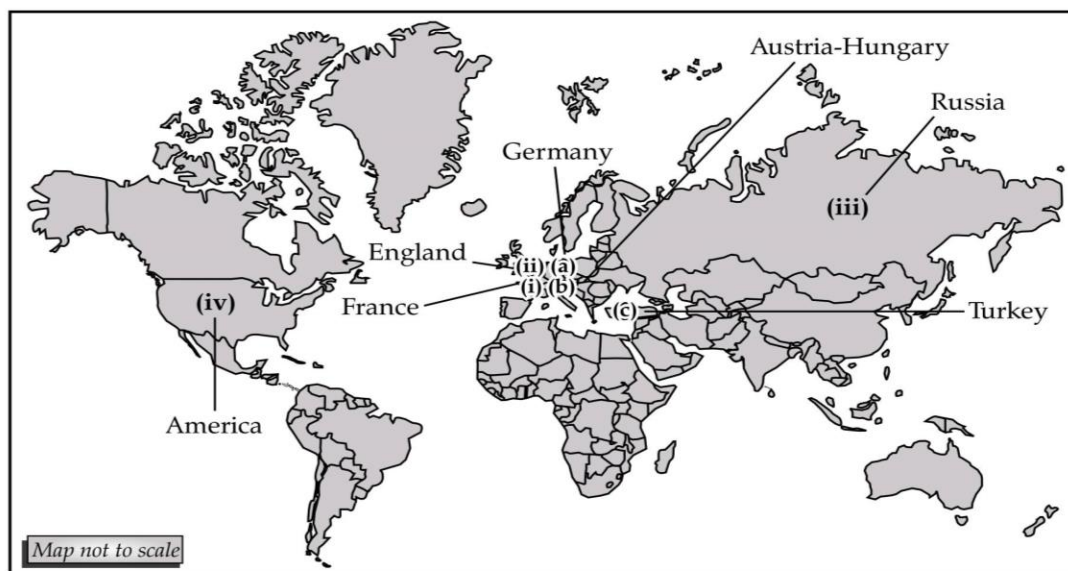 Austria-Hungary
Russia
Germany
(iii)
England
(ii) (a)
(iv)
France
(i) (b)
(c)
Turkey
America
Map not to scale